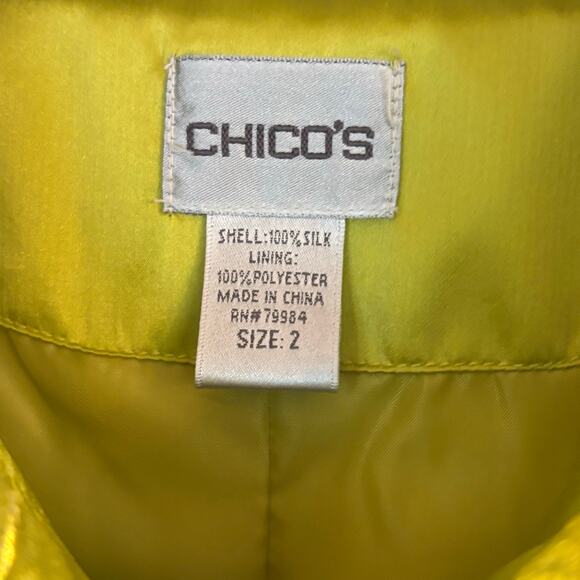 CHICO'S
SHELL:100%SILK
LINING:
100%POLYESTER
MADE IN CHINA
RN#79984
SIZE: 2